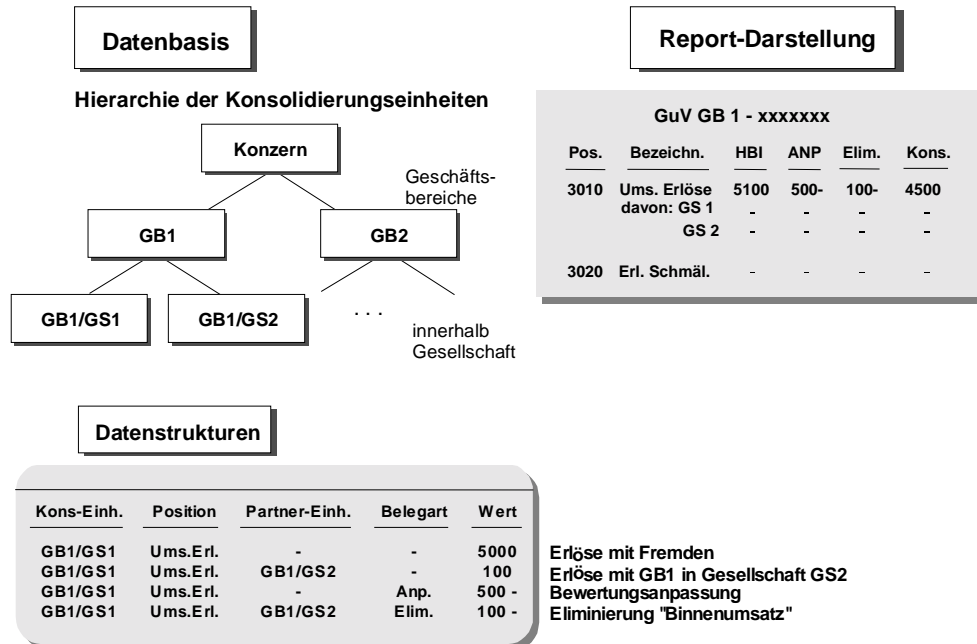 Datenbasis
Report-Darstellung
Hierarchie der Konsolidierungseinheiten
Konzern
Geschäfts-
bereiche
GB1 GB2
GB1/GS1 GB1/GS2 . . .
innerhalb
Gesellschaft
GuV GB 1 - xxxxxxx
Pos. Bezeichn. HBI ANP Elim. Kons.
3010 Ums. Erlöse 5100 500- 100- 4500
davon: GS 1 - - - -
GS 2 - - - -
3020 Erl. Schmäl. - - - -
Datenstrukturen
Kons-Einh. Position Partner-Einh. Belegart Wert
GB1/GS1 Ums.Erl. - - 5000 Erlöse mit Fremden
GB1/GS1 Ums.Erl. GB1/GS2 - 100 Erlöse mit GB1 in Gesellschaft GS2
GB1/GS1 Ums.Erl. - Anp. 500 - Bewertungsanpassung
GB1/GS1 Ums.Erl. GB1/GS2 Elim. 100 - Eliminierung "Binnenumsatz"